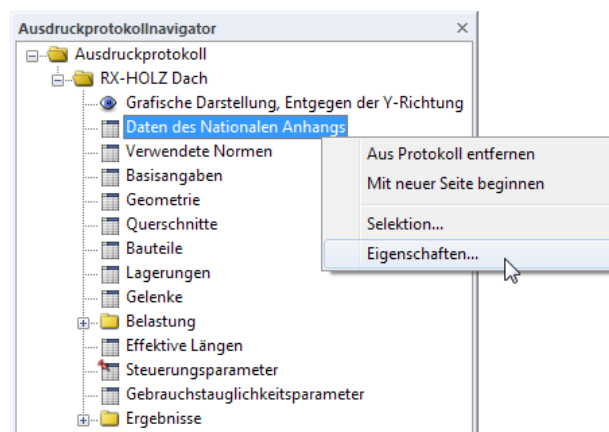 Ausdruckprotokollnavigator
Ausdruckprotokoll
RX-HOLZ Dach
Grafische Darstellung, Entgegen der Y-Richtung
Daten des Nationalen Anhangs
Verwendete Normen
Basisangaben
Geometrie
Querschnitte
Bauteile
Lagerungen
Gelenke
Belastung
Effektive Längen
Steuerungsparameter
Gebrauchstauglichkeitsparameter
Ergebnisse
Aus Protokoll entfernen
Mit neuer Seite beginnen
Selektion...
Eigenschaften...